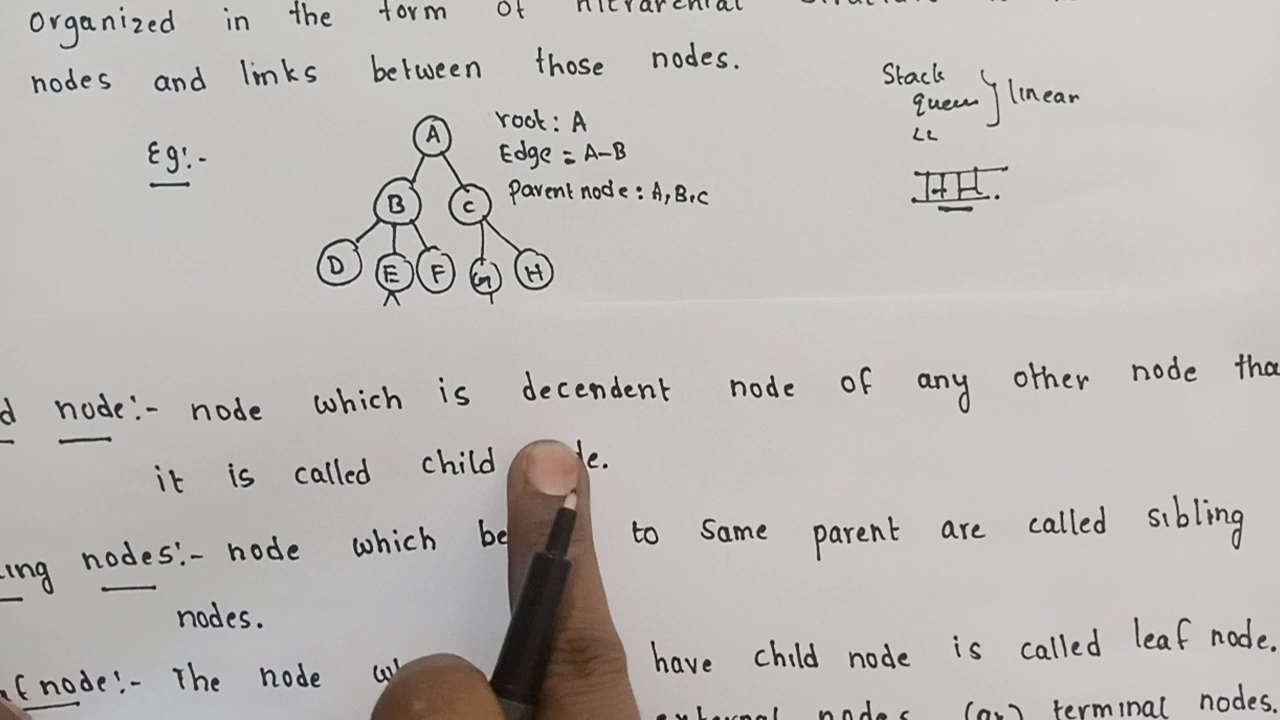 organized in the form of
nodes and links between those nodes.
Eg:-
A
B C
D E F G H
root: A
Edge = A-B
parent node: A, B, C
Stack
LL
linear
node:- node which is decendent node of any other node
it is called child
nodes:- node which to same parent are called sibling
nodes.
node:- The node have child node is called leaf node.
nodes (or) terminal nodes.